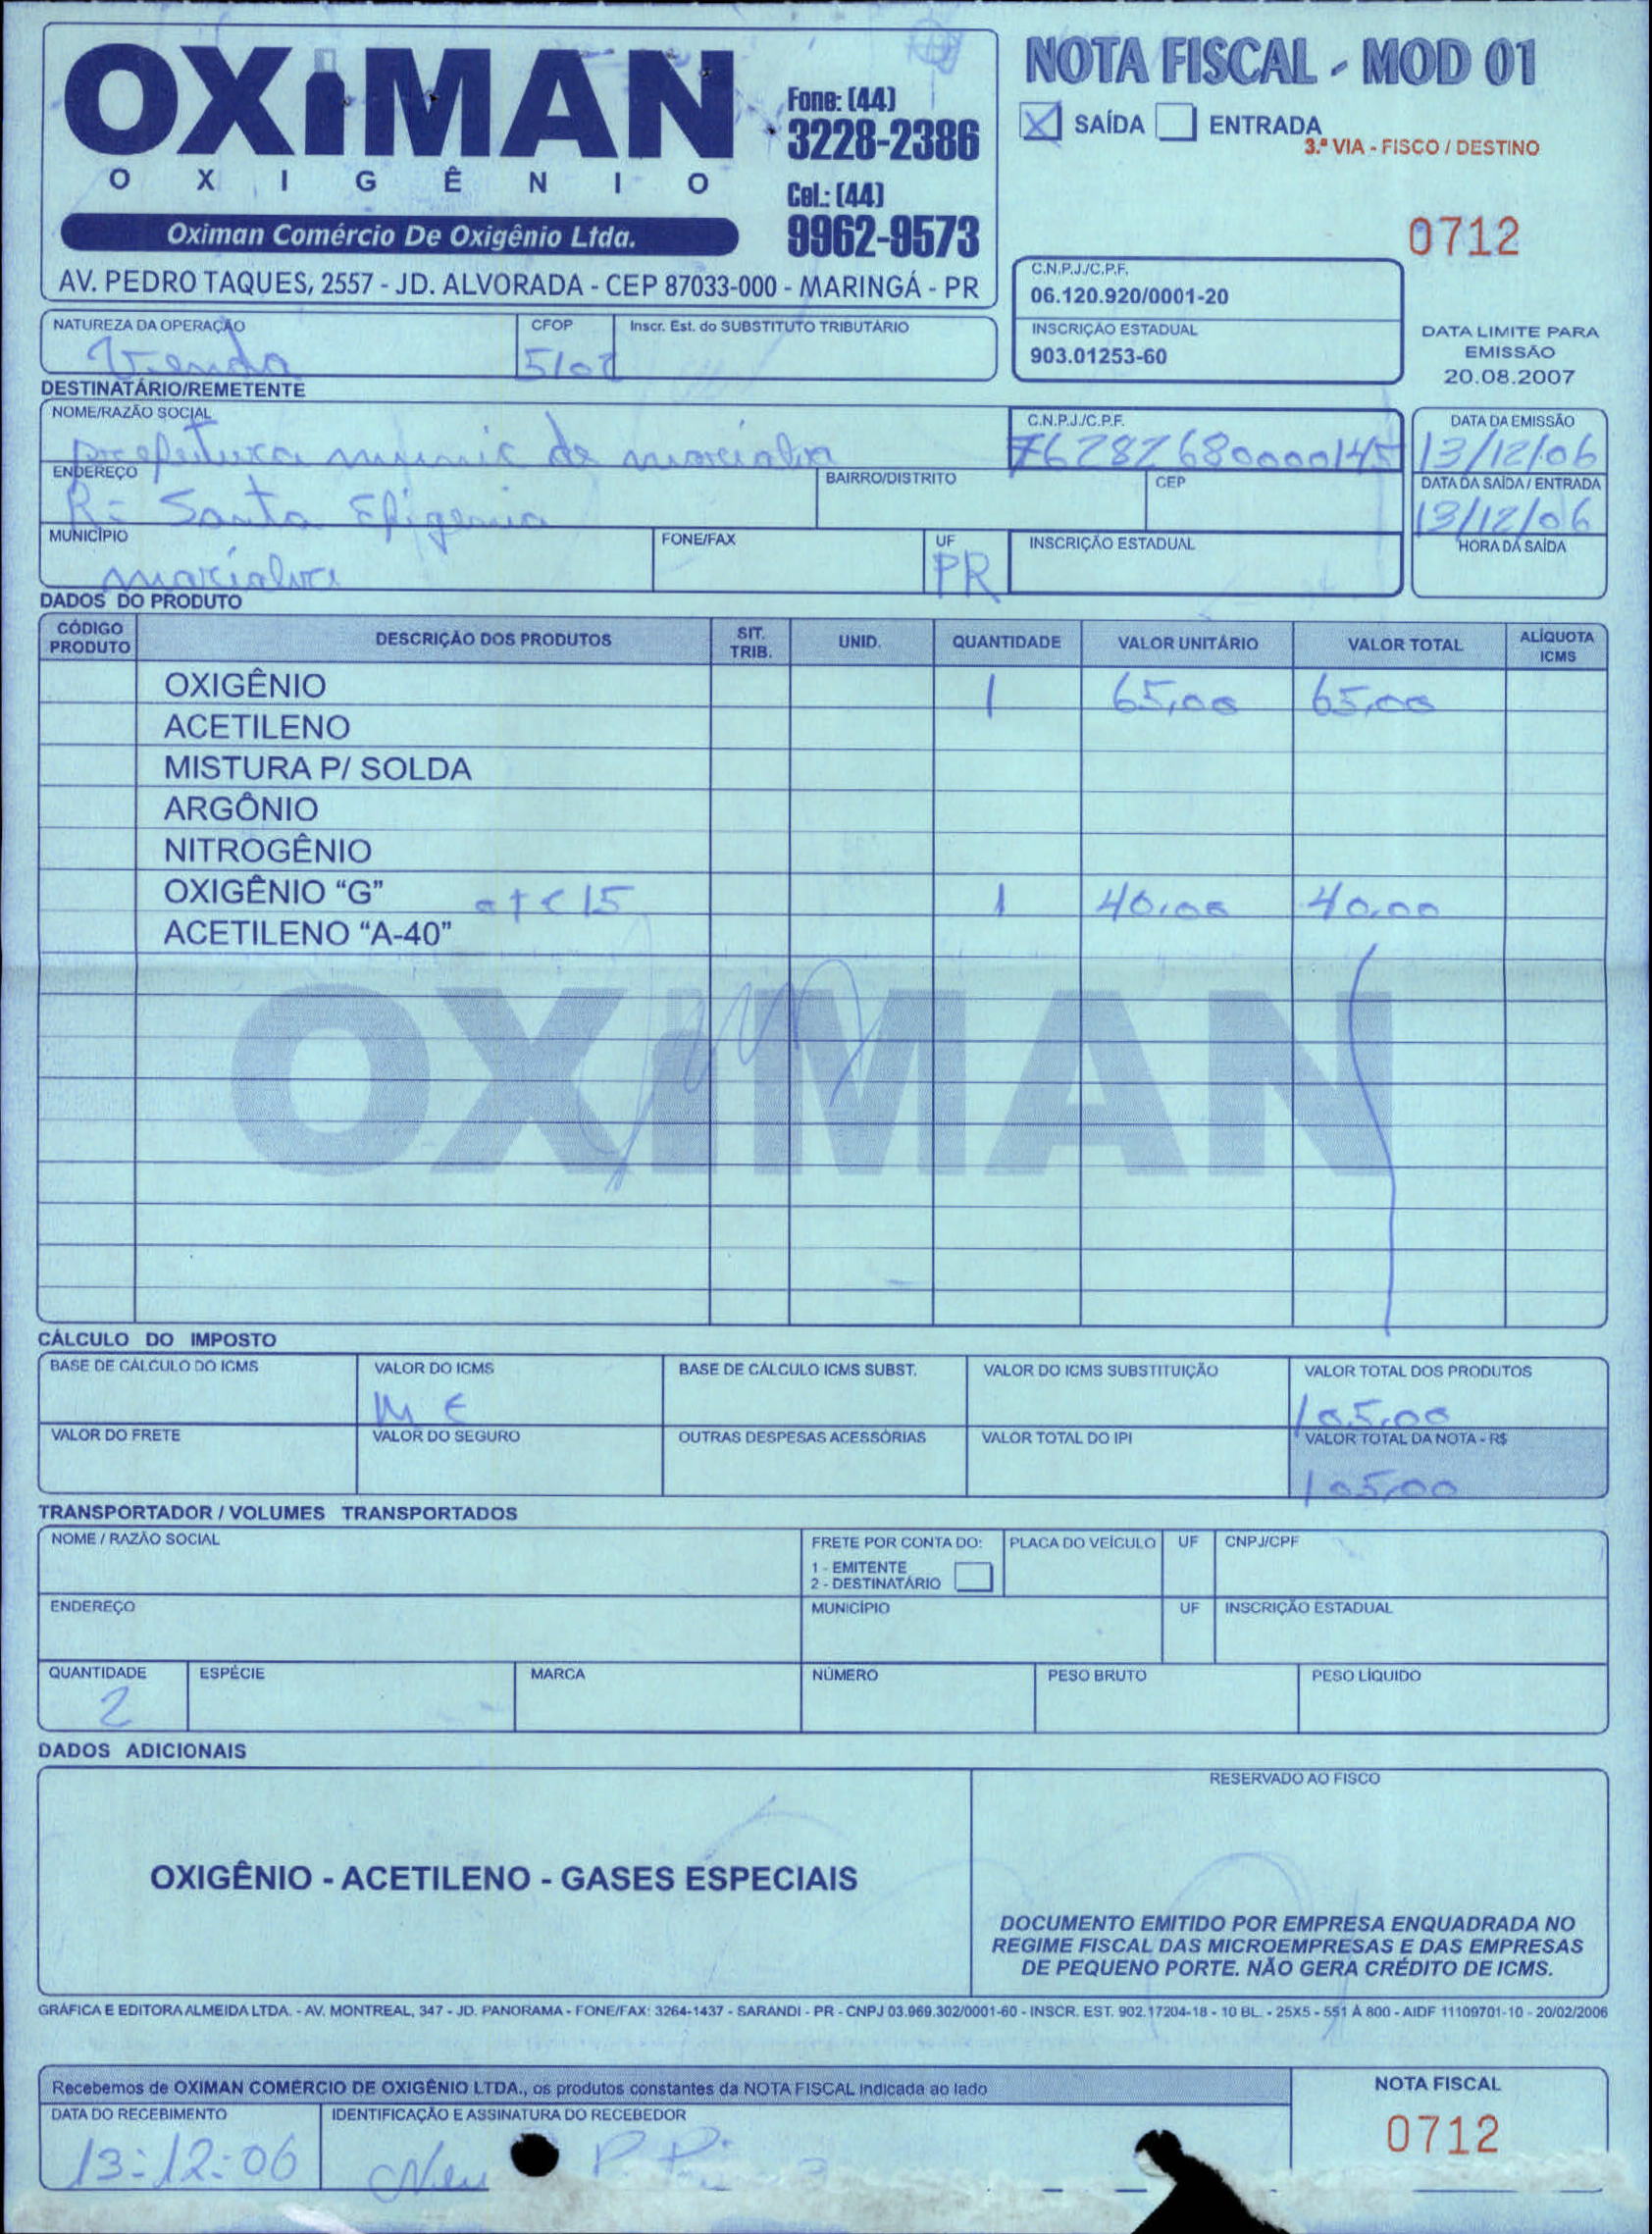 OXIMAN
OXIGÊNIO
Oximan Comércio De Oxigênio Ltda.
Fone: (44)
3228-2386
Cel.: (44)
9962-9573
AV. PEDRO TAQUES, 2557 - JD. ALVORADA - CEP 87033-000 - MARINGÁ - PR
NOTA FISCAL - MOD 01
X SAÍDA ENTRADA
3.ª VIA - FISCO / DESTINO
0712
C.N.P.J./C.P.F.
06.120.920/0001-20
INSCRIÇÃO ESTADUAL
903.01253-60
DATA LIMITE PARA
EMISSÃO
20.08.2007
NATUREZA DA OPERAÇÃO CFOP Inscr. Est. do SUBSTITUTO TRIBUTÁRIO
Venda 5102
DESTINATÁRIO/REMETENTE
NOME/RAZÃO SOCIAL C.N.P.J./C.P.F. DATA DA EMISSÃO
prefeitura munic de marialva 76282680000145 13/12/06
ENDEREÇO BAIRRO/DISTRITO CEP DATA DA SAÍDA / ENTRADA
R: Santa Efigenia 13/12/06
MUNICÍPIO FONE/FAX UF INSCRIÇÃO ESTADUAL HORA DA SAÍDA
marialva PR
DADOS DO PRODUTO
CÓDIGO PRODUTO DESCRIÇÃO DOS PRODUTOS SIT. TRIB. UNID. QUANTIDADE VALOR UNITÁRIO VALOR TOTAL ALÍQUOTA ICMS
OXIGÊNIO 1 65,00 65,00
ACETILENO
MISTURA P/ SOLDA
ARGÔNIO
NITROGÊNIO
OXIGÊNIO "G" 15 1 40,00 40,00
ACETILENO "A-40"
OXIMAN
CÁLCULO DO IMPOSTO
BASE DE CÁLCULO DO ICMS VALOR DO ICMS BASE DE CÁLCULO ICMS SUBST. VALOR DO ICMS SUBSTITUIÇÃO VALOR TOTAL DOS PRODUTOS
M E 105,00
VALOR DO FRETE VALOR DO SEGURO OUTRAS DESPESAS ACESSÓRIAS VALOR TOTAL DO IPI VALOR TOTAL DA NOTA - R$
105,00
TRANSPORTADOR / VOLUMES TRANSPORTADOS
NOME / RAZÃO SOCIAL FRETE POR CONTA DO: PLACA DO VEÍCULO UF CNPJ/CPF
1 - EMITENTE
2 - DESTINATÁRIO
ENDEREÇO MUNICÍPIO UF INSCRIÇÃO ESTADUAL
QUANTIDADE ESPÉCIE MARCA NÚMERO PESO BRUTO PESO LÍQUIDO
2
DADOS ADICIONAIS
RESERVADO AO FISCO
OXIGÊNIO - ACETILENO - GASES ESPECIAIS
DOCUMENTO EMITIDO POR EMPRESA ENQUADRADA NO
REGIME FISCAL DAS MICROEMPRESAS E DAS EMPRESAS
DE PEQUENO PORTE. NÃO GERA CRÉDITO DE ICMS.
GRÁFICA E EDITORA ALMEIDA LTDA. - AV. MONTREAL, 347 - JD. PANORAMA - FONE/FAX: 3264-1437 - SARANDI - PR - CNPJ 03.969.302/0001-60 - INSCR. EST. 902.17204-18 - 10 BL. - 25X5 - 551 À 800 - AIDF 11109701-10 - 20/02/2006
Recebemos de OXIMAN COMÉRCIO DE OXIGÊNIO LTDA., os produtos constantes da NOTA FISCAL indicada ao lado
NOTA FISCAL
DATA DO RECEBIMENTO IDENTIFICAÇÃO E ASSINATURA DO RECEBEDOR
0712
13:12:06